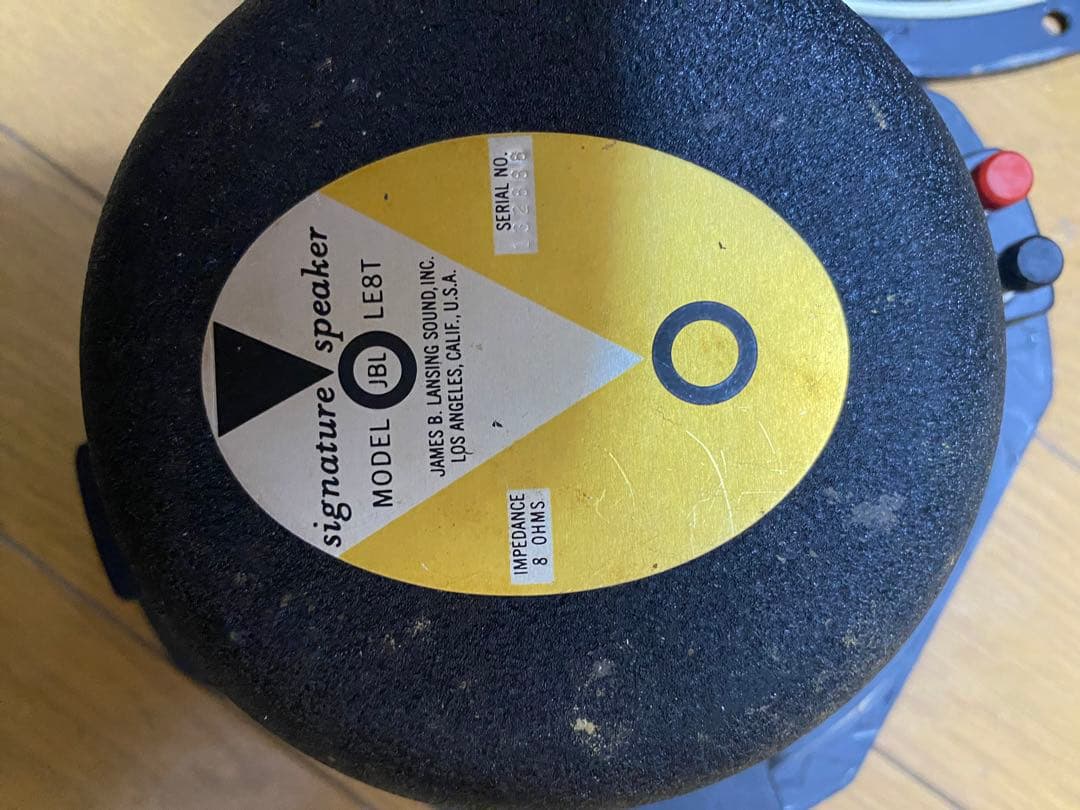 signature speaker
MODEL JBL LE8T
JAMES B. LANSING SOUND, INC.
LOS ANGELES, CALIF., U.S.A.
IMPEDANCE
8 OHMS
SERIAL NO.